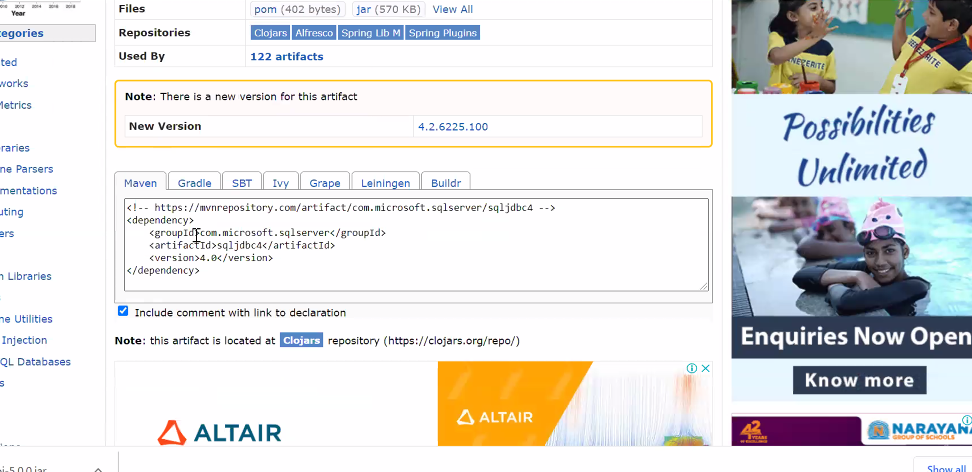 Year
tegories
ted
works
Metrics
raries
ne Parsers
mentations
uting
ers
n Libraries
s
ne Utilities
Injection
QL Databases
s
Files pom (402 bytes) jar (570 KB) View All
Repositories Clojars Alfresco Spring Lib M Spring Plugins
Used By 122 artifacts
Note: There is a new version for this artifact
New Version 4.2.6225.100
Maven Gradle SBT Ivy Grape Leiningen Buildr
<!-- https://mvnrepository.com/artifact/com.microsoft.sqlserver/sqljdbc4 -->
<dependency>
<groupId>com.microsoft.sqlserver</groupId>
<artifactId>sqljdbc4</artifactId>
<version>4.0</version>
</dependency>
Include comment with link to declaration
Note: this artifact is located at Clojars repository (https://clojars.org/repo/)
ALTAIR
ALTAIR
Possibilities
Unlimited
Enquiries Now Open
Know more
42
NARAYANA
GROUP OF SCHOOLS
i-5.0.0.jar
Show all